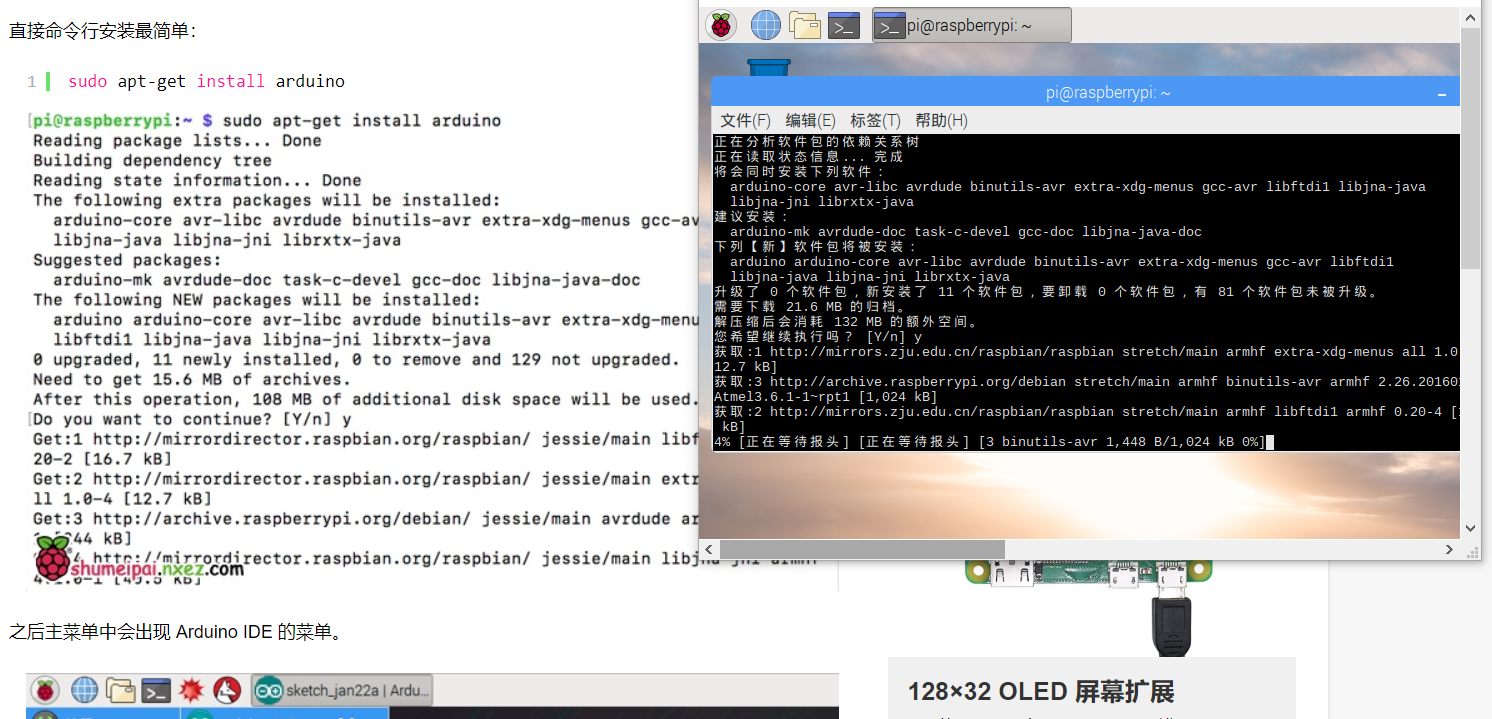 直接命令行安装最简单：
1 sudo apt-get install arduino
pi@raspberrypi:~ $ sudo apt-get install arduino
Reading package lists... Done
Building dependency tree
Reading state information... Done
The following extra packages will be installed:
arduino-core avr-libc avrdude binutils-avr extra-xdg-menus gcc-av
libjna-java libjna-jni librxtx-java
Suggested packages:
arduino-mk avrdude-doc task-c-devel gcc-doc libjna-java-doc
The following NEW packages will be installed:
arduino arduino-core avr-libc avrdude binutils-avr extra-xdg-menu
libftdi1 libjna-java libjna-jni librxtx-java
0 upgraded, 11 newly installed, 0 to remove and 129 not upgraded.
Need to get 15.6 MB of archives.
After this operation, 108 MB of additional disk space will be used.
Do you want to continue? [Y/n] y
Get:1 http://mirrordirector.raspbian.org/raspbian/ jessie/main libf
20-2 [16.7 kB]
Get:2 http://mirrordirector.raspbian.org/raspbian/ jessie/main extr
ll 1.0-4 [12.7 kB]
Get:3 http://archive.raspberrypi.org/debian/ jessie/main avrdude ar
44 kB]
http://mirrordirector.raspbian.org/raspbian/ jessie/main
shumeipai.nxez.com
之后主菜单中会出现 Arduino IDE 的菜单。
sketch_jan22a | Ardu...
pi@raspberrypi: ~
pi@raspberrypi: ~
文件(F) 编辑(E) 标签(T) 帮助(H)
正在分析软件包的依赖关系树
正在读取状态信息... 完成
将会同时安装下列软件：
arduino-core avr-libc avrdude binutils-avr extra-xdg-menus gcc-avr libftdi1 libjna-java
libjna-jni librxtx-java
建议安装：
arduino-mk avrdude-doc task-c-devel gcc-doc libjna-java-doc
下列【新】软件包将被安装：
arduino arduino-core avr-libc avrdude binutils-avr extra-xdg-menus gcc-avr libftdi1
libjna-java libjna-jni librxtx-java
升级了 0 个软件包，新安装了 11 个软件包，要卸载 0 个软件包，有 81 个软件包未被升级。
需要下载 21.6 MB 的归档。
解压缩后会消耗 132 MB 的额外空间。
您希望继续执行吗？ [Y/n] y
获取:1 http://mirrors.zju.edu.cn/raspbian/raspbian stretch/main armhf extra-xdg-menus all 1.0
12.7 kB]
获取:3 http://archive.raspberrypi.org/debian stretch/main armhf binutils-avr armhf 2.26.20160
Atmel3.6.1-1~rpt1 [1,024 kB]
获取:2 http://mirrors.zju.edu.cn/raspbian/raspbian stretch/main armhf libftdi1 armhf 0.20-4 [
kB]
4% [正在等待报头] [正在等待报头] [3 binutils-avr 1,448 B/1,024 kB 0%]
128×32 OLED 屏幕扩展